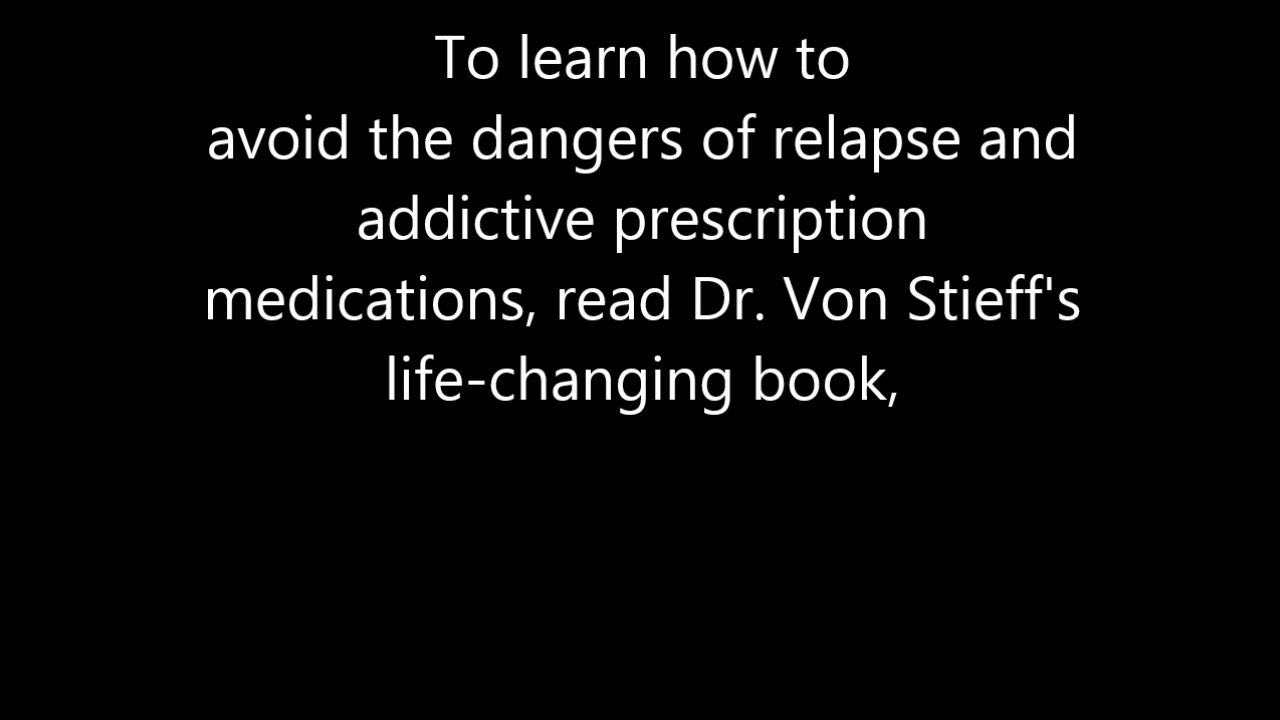 To learn how to
avoid the dangers of relapse and
addictive prescription
medications, read Dr. Von Stieff's
life-changing book,